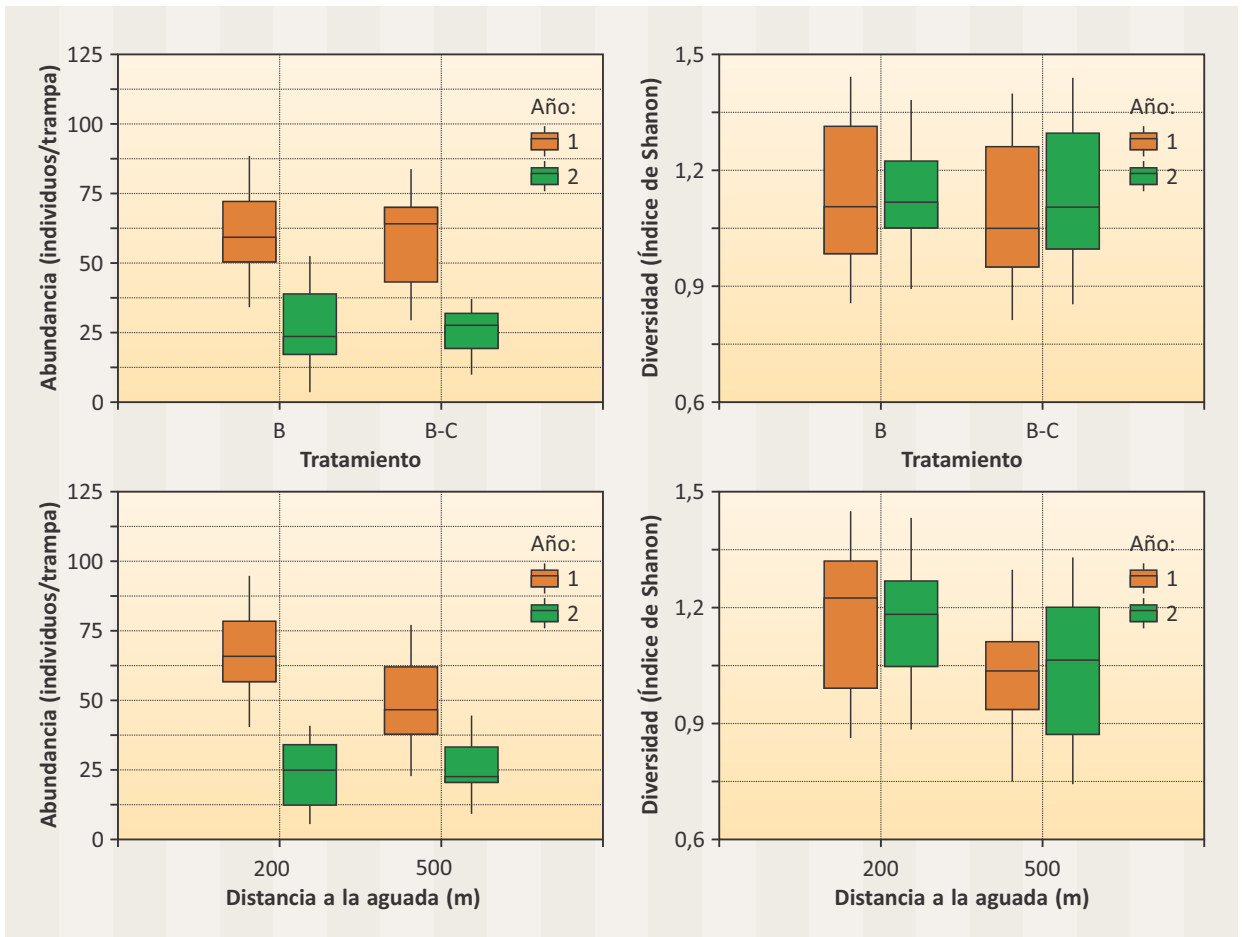 Abundancia (individuos/trampa)
125
100
75
50
25
0
Año:
1
2
B
B-C
Tratamiento
Diversidad (Índice de Shanon)
1,5
1,2
0,9
0,6
Año:
1
2
B
B-C
Tratamiento
Abundancia (individuos/trampa)
125
100
75
50
25
0
Año:
1
2
200
500
Distancia a la aguada (m)
Diversidad (Índice de Shanon)
1,5
1,2
0,9
0,6
Año:
1
2
200
500
Distancia a la aguada (m)